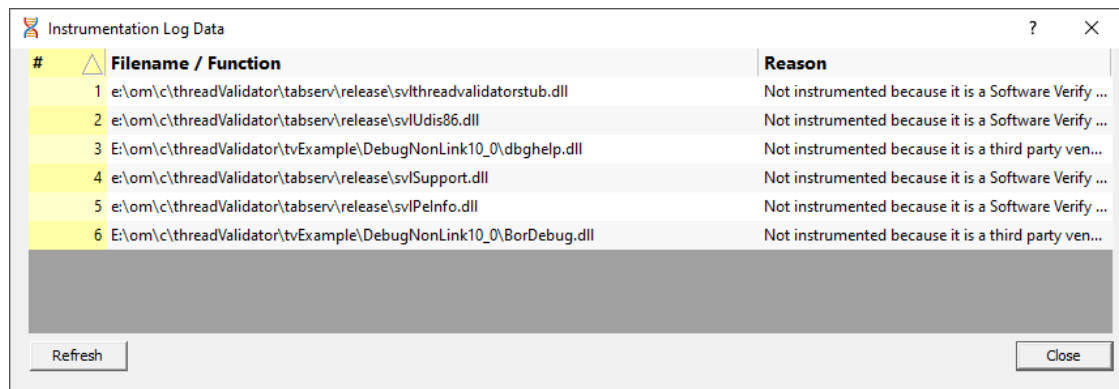 Instrumentation Log Data ? ×
# Filename / Function Reason
1 e:\om\c\threadValidator\tabserv\release\svlthreadvalidatorstub.dll Not instrumented because it is a Software Verify ...
2 e:\om\c\threadValidator\tabserv\release\svlUdis86.dll Not instrumented because it is a Software Verify ...
3 E:\om\c\threadValidator\tvExample\DebugNonLink10_0\dbghelp.dll Not instrumented because it is a third party ven...
4 e:\om\c\threadValidator\tabserv\release\svlSupport.dll Not instrumented because it is a Software Verify ...
5 e:\om\c\threadValidator\tabserv\release\svlPeInfo.dll Not instrumented because it is a Software Verify ...
6 E:\om\c\threadValidator\tvExample\DebugNonLink10_0\BorDebug.dll Not instrumented because it is a third party ven...
Refresh Close